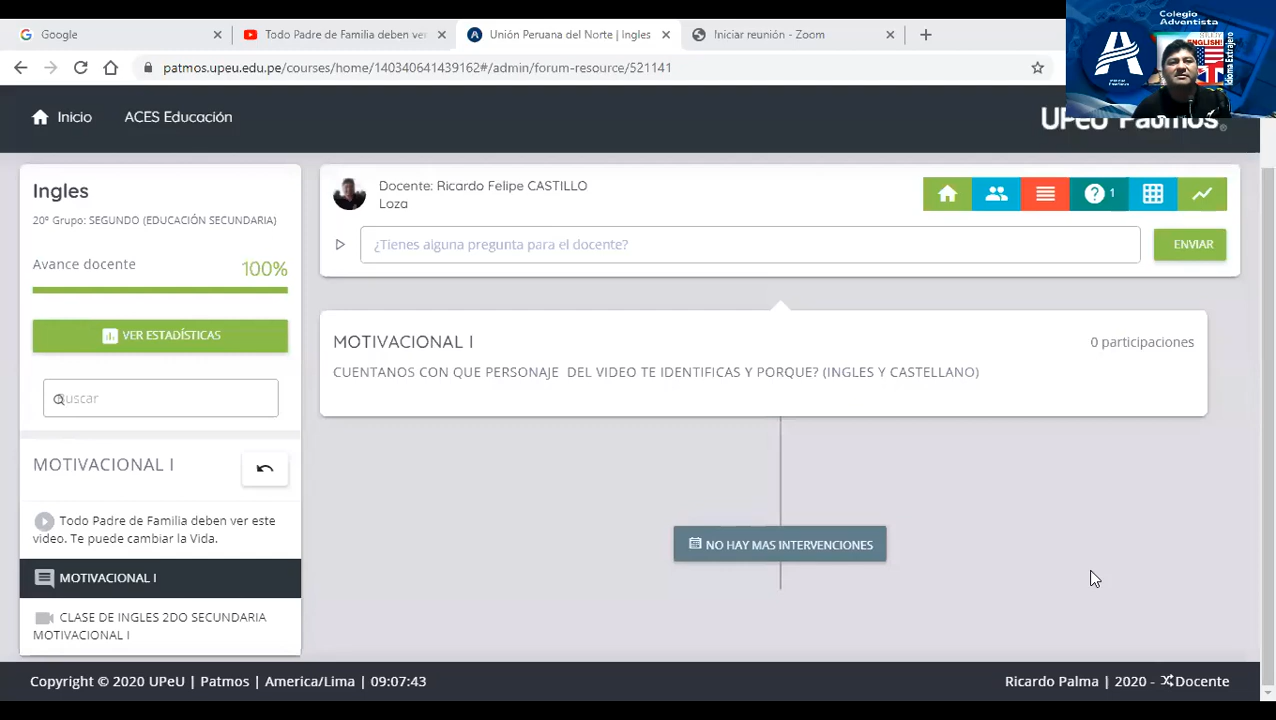 Google
Todo Padre de Familia deben ver
Unión Peruana del Norte | Ingles
Iniciar reunión - Zoom
patmos.upeu.edu.pe/courses/home/140340641439162#/
/forum-resource/521141
Colegio
Adventista
STUDY
ENGLISH!
Idioma Extranjero
Inicio
ACES Educación
UPeU Patmos®
Ingles
20º Grupo: SEGUNDO (EDUCACIÓN SECUNDARIA)
Avance docente
100%
VER ESTADÍSTICAS
Buscar
MOTIVACIONAL I
Todo Padre de Familia deben ver este
video. Te puede cambiar la Vida.
MOTIVACIONAL I
CLASE DE INGLES 2DO SECUNDARIA
MOTIVACIONAL I
Docente: Ricardo Felipe CASTILLO
Loza
1
¿Tienes alguna pregunta para el docente?
ENVIAR
MOTIVACIONAL I
0 participaciones
CUENTANOS CON QUE PERSONAJE DEL VIDEO TE IDENTIFICAS Y PORQUE? (INGLES Y CASTELLANO)
NO HAY MAS INTERVENCIONES
Copyright © 2020 UPeU | Patmos | America/Lima | 09:07:43
Ricardo Palma | 2020 - Docente